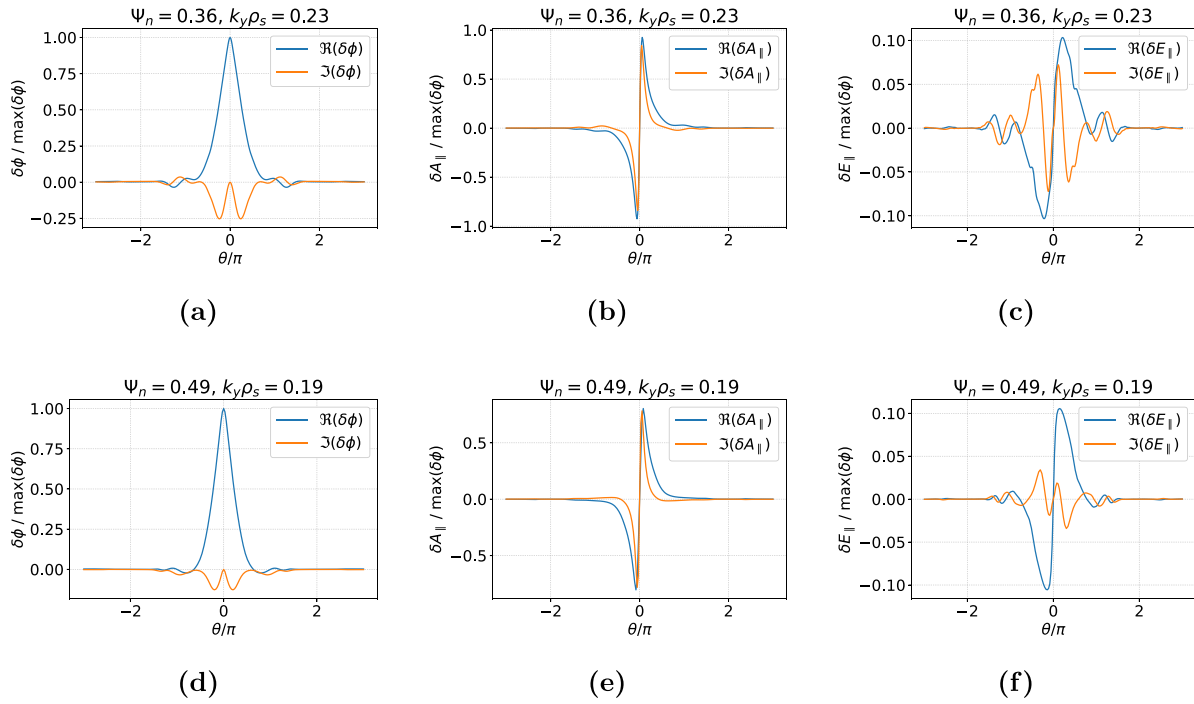 Ψn = 0.36, kyρs = 0.23
1.00
0.75
0.50
0.25
0.00
−0.25
δϕ / max(δϕ)
ℜ(δϕ)
ℑ(δϕ)
−2
0
2
θ/π
(a)
Ψn = 0.36, kyρs = 0.23
1.0
0.5
0.0
−0.5
−1.0
δA∥ / max(δϕ)
ℜ(δA∥)
ℑ(δA∥)
−2
0
2
θ/π
(b)
Ψn = 0.36, kyρs = 0.23
0.10
0.05
0.00
−0.05
−0.10
δE∥ / max(δϕ)
ℜ(δE∥)
ℑ(δE∥)
−2
0
2
θ/π
(c)
Ψn = 0.49, kyρs = 0.19
1.00
0.75
0.50
0.25
0.00
δϕ / max(δϕ)
ℜ(δϕ)
ℑ(δϕ)
−2
0
2
θ/π
(d)
Ψn = 0.49, kyρs = 0.19
0.5
0.0
−0.5
δA∥ / max(δϕ)
ℜ(δA∥)
ℑ(δA∥)
−2
0
2
θ/π
(e)
Ψn = 0.49, kyρs = 0.19
0.10
0.05
0.00
−0.05
−0.10
δE∥ / max(δϕ)
ℜ(δE∥)
ℑ(δE∥)
−2
0
2
θ/π
(f)